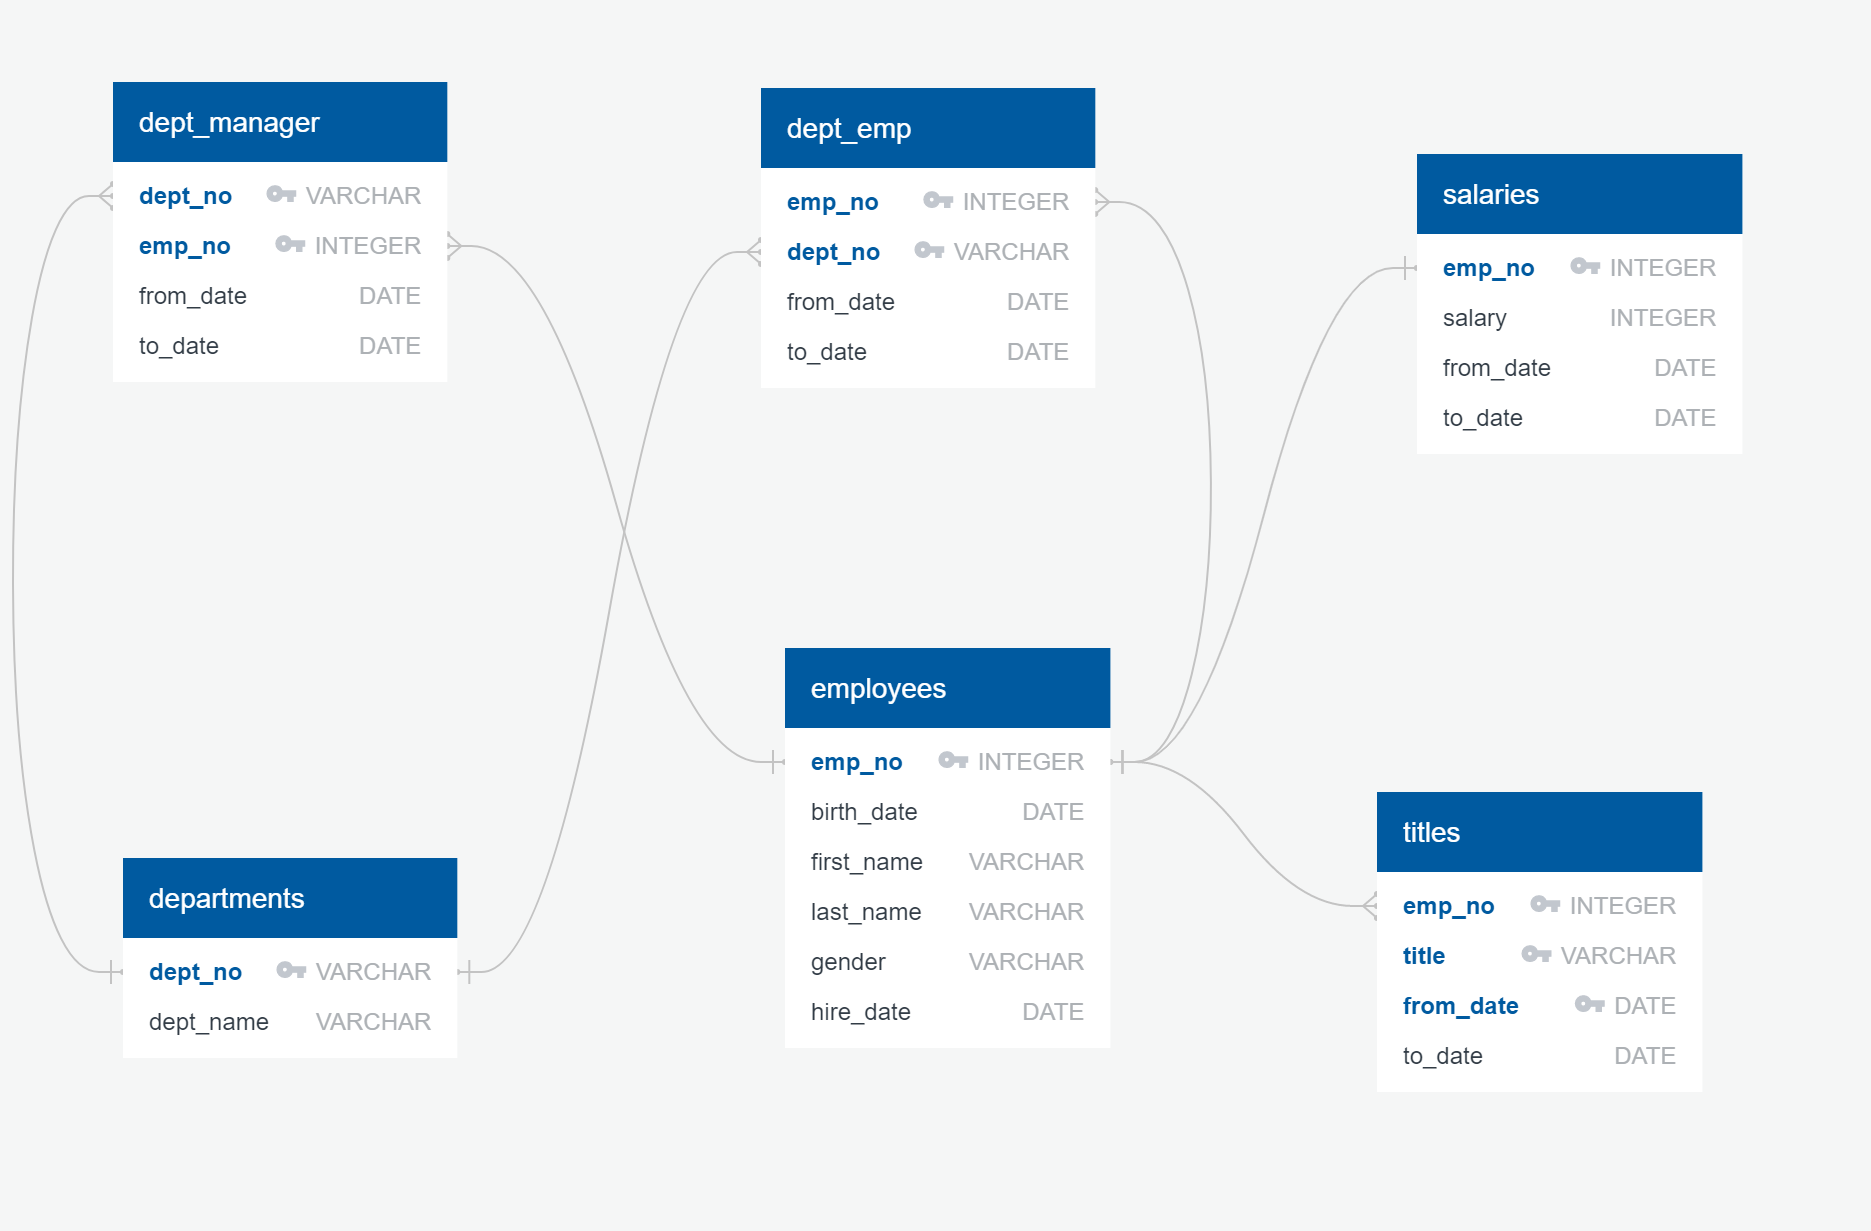 dept_manager
dept_no VARCHAR
emp_no INTEGER
from_date DATE
to_date DATE
dept_emp
emp_no INTEGER
dept_no VARCHAR
from_date DATE
to_date DATE
salaries
emp_no INTEGER
salary INTEGER
from_date DATE
to_date DATE
departments
dept_no VARCHAR
dept_name VARCHAR
employees
emp_no INTEGER
birth_date DATE
first_name VARCHAR
last_name VARCHAR
gender VARCHAR
hire_date DATE
titles
emp_no INTEGER
title VARCHAR
from_date DATE
to_date DATE